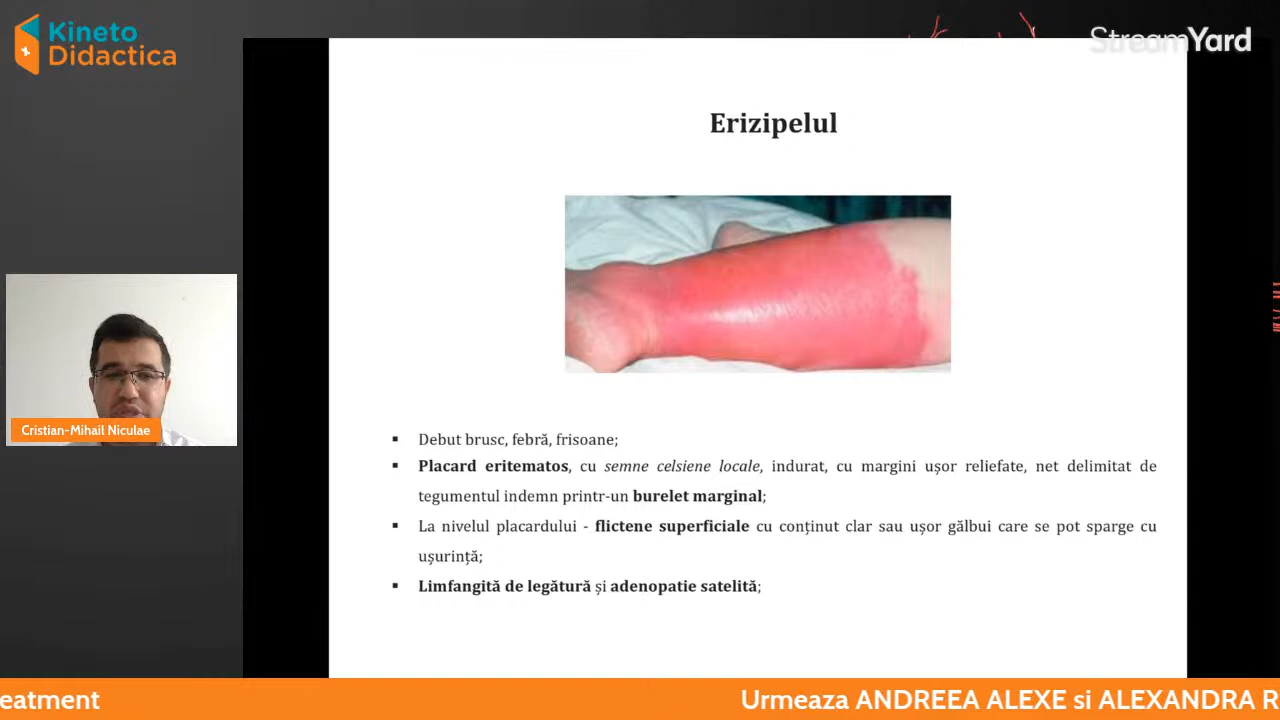 Kineto
Didactica
StreamYard
Erizipelul
▪ Debut brusc, febră, frisoane;
▪ Placard eritematos, cu semne celsiene locale, indurat, cu margini ușor reliefate, net delimitat de
tegumentul indemn printr-un burelet marginal;
▪ La nivelul placardului - flictene superficiale cu conținut clar sau ușor gălbui care se pot sparge cu
ușurință;
▪ Limfangită de legătură și adenopatie satelită;
Cristian-Mihail Niculae
eatment
Urmeaza ANDREEA ALEXE si ALEXANDRA R